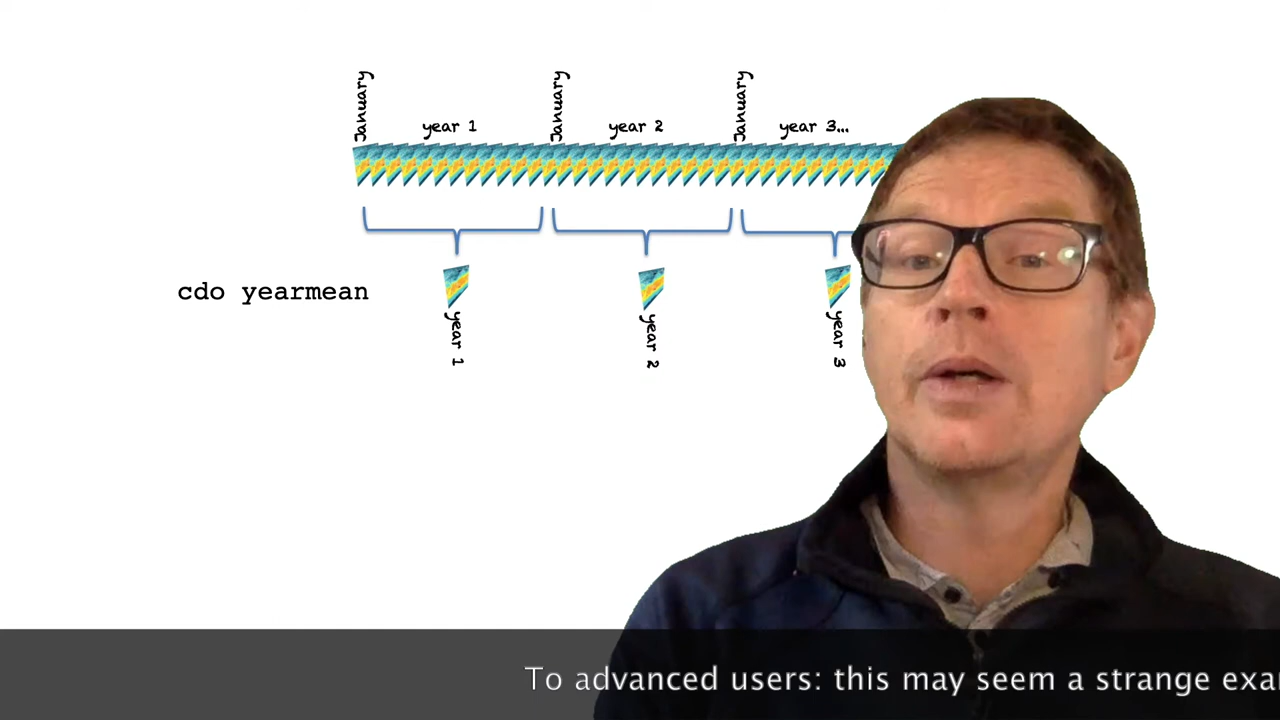 January January January
year 1 year 2 year 3...
cdo yearmean
year 1 year 2 year 3
To advanced users: this may seem a strange